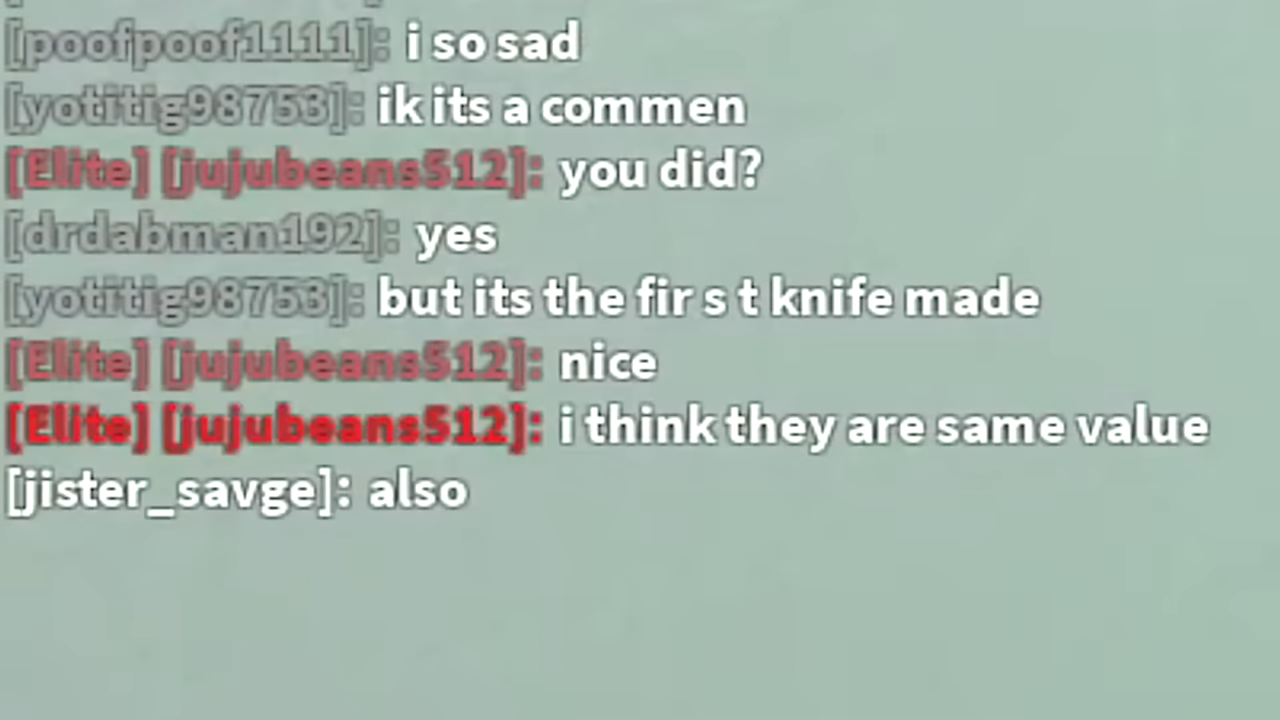 [poofpoof1111]: i so sad
[yotitig98753]: ik its a commen
[Elite] [jujubeans512]: you did?
[drdabman192]: yes
[yotitig98753]: but its the fir s t knife made
[Elite] [jujubeans512]: nice
[Elite] [jujubeans512]: i think they are same value
[jister_savge]: also